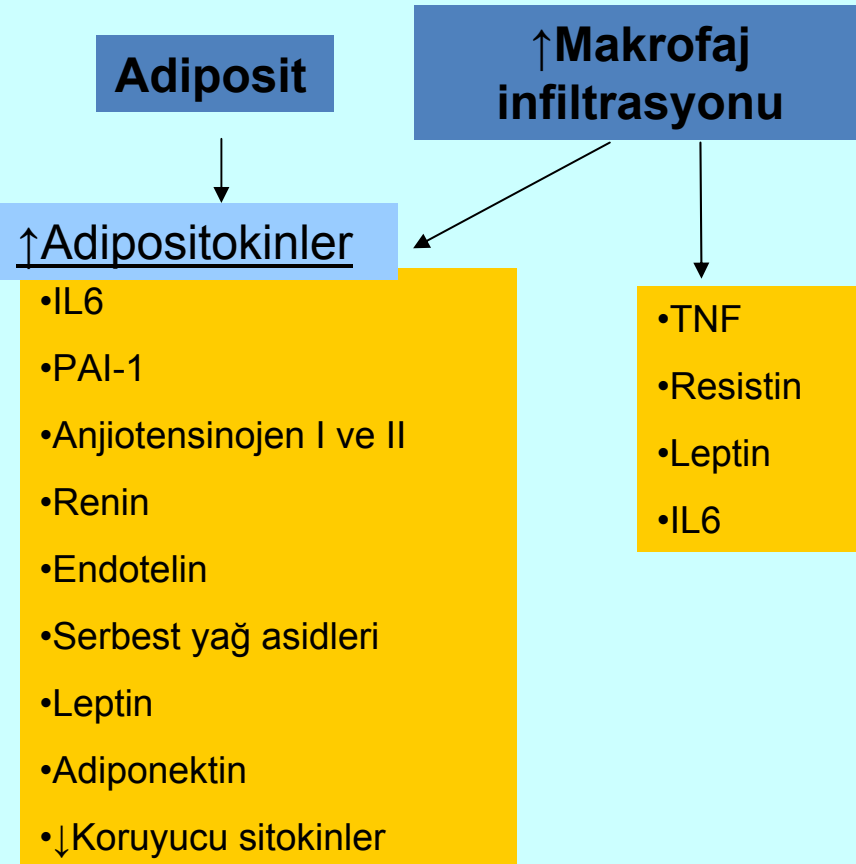 Adiposit
↑Makrofaj
infiltrasyonu
↑Adipositokinler
•IL6
•PAI-1
•Anjiotensinojen I ve II
•Renin
•Endotelin
•Serbest yağ asidleri
•Leptin
•Adiponektin
•↓Koruyucu sitokinler
•TNF
•Resistin
•Leptin
•IL6